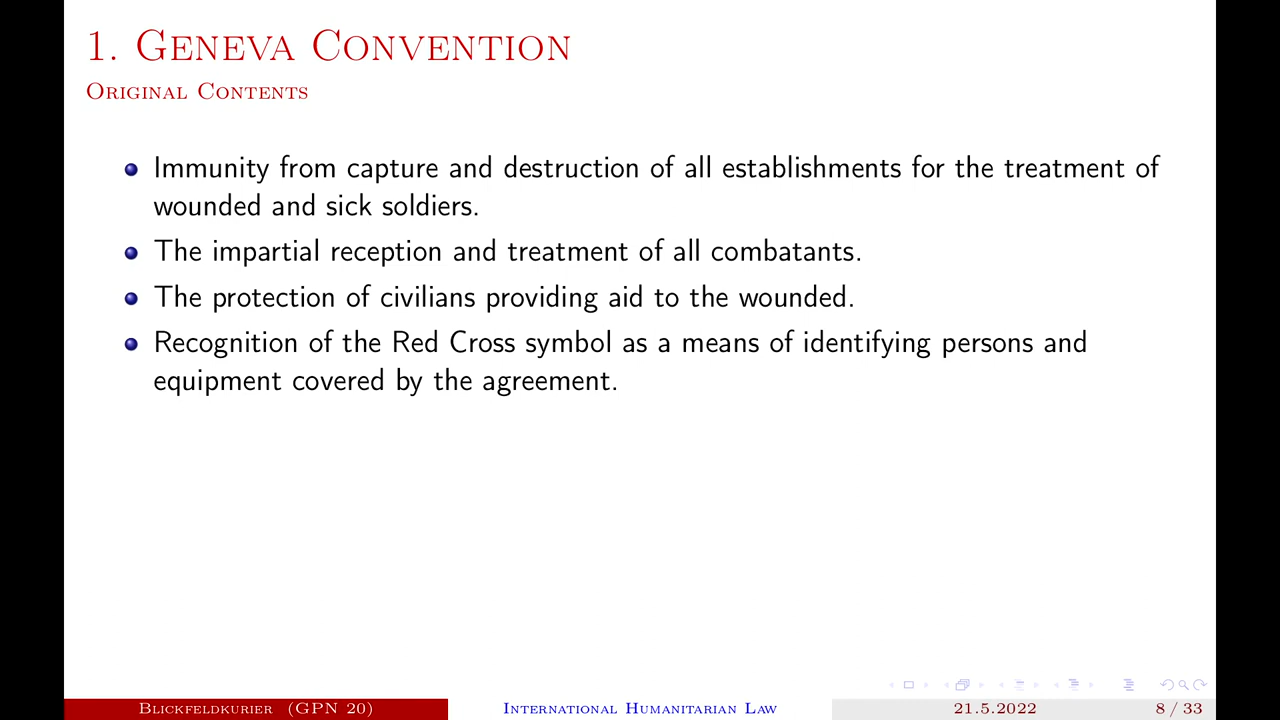 1. Geneva Convention
Original Contents
Immunity from capture and destruction of all establishments for the treatment of
wounded and sick soldiers.
The impartial reception and treatment of all combatants.
The protection of civilians providing aid to the wounded.
Recognition of the Red Cross symbol as a means of identifying persons and
equipment covered by the agreement.
Blickfeldkurier (GPN 20) International Humanitarian Law 21.5.2022 8 / 33